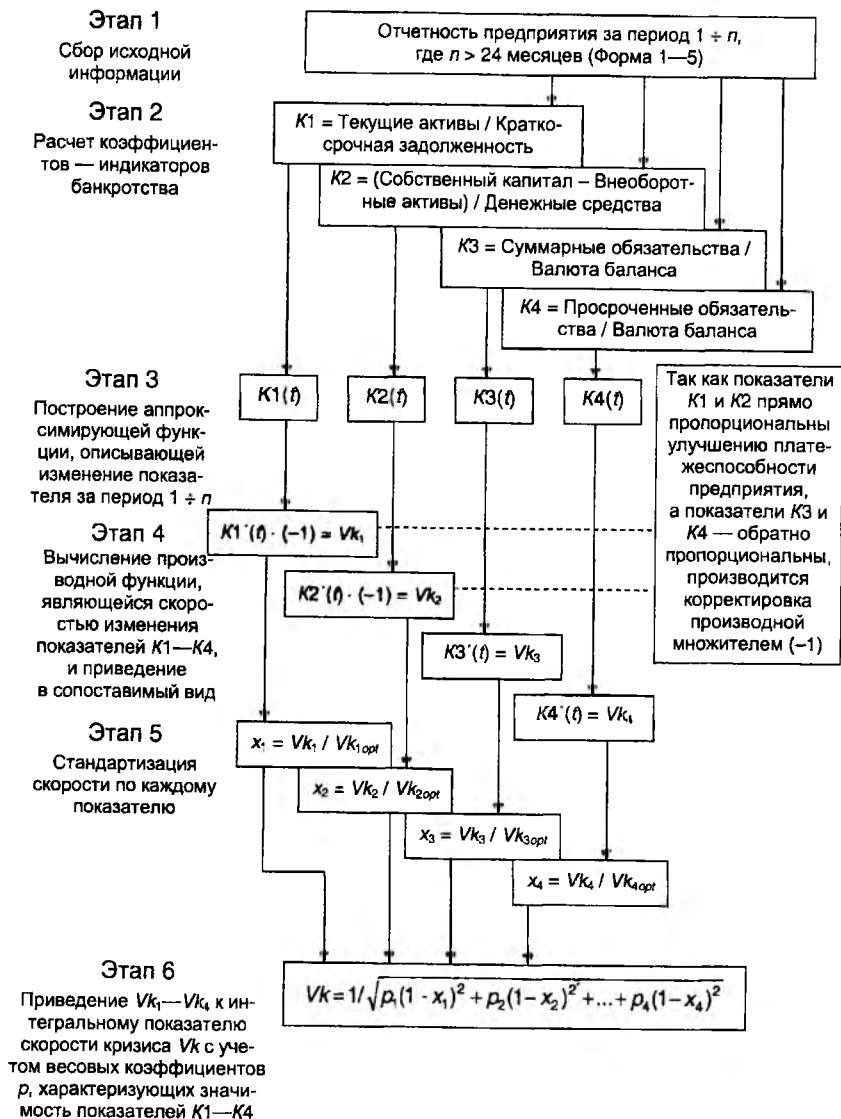 Этап 1
Сбор исходной
информации
Отчетность предприятия за период 1 ÷ n,
где n > 24 месяцев (Форма 1—5)
Этап 2
Расчет коэффициен-
тов — индикаторов
банкротства
K1 = Текущие активы / Кратко-
срочная задолженность
K2 = (Собственный капитал – Внеоборот-
ные активы) / Денежные средства
K3 = Суммарные обязательства /
Валюта баланса
K4 = Просроченные обязатель-
ства / Валюта баланса
Этап 3
Построение аппрок-
симирующей функ-
ции, описывающей
изменение показа-
теля за период 1 ÷ n
K1(t)
K2(t)
K3(t)
K4(t)
Так как показатели
K1 и K2 прямо
пропорциональны
улучшению плате-
жеспособности
предприятия,
а показатели K3 и
K4 — обратно
пропорциональны,
производится
корректировка
производной
множителем (–1)
Этап 4
Вычисление произ-
водной функции,
являющейся скоро-
стью изменения
показателей K1—K4,
и приведение
в сопоставимый вид
K1´(t) · (–1) = Vk₁
K2´(t) · (–1) = Vk₂
K3´(t) = Vk₃
K4´(t) = Vk₄
Этап 5
Стандартизация
скорости по каждому
показателю
x₁ = Vk₁ / Vk₁opt
x₂ = Vk₂ / Vk₂opt
x₃ = Vk₃ / Vk₃opt
x₄ = Vk₄ / Vk₄opt
Этап 6
Приведение Vk₁—Vk₄ к ин-
тегральному показателю
скорости кризиса Vk с уче-
том весовых коэффициентов
p, характеризующих значи-
мость показателей K1—K4
Vk = 1/√p₁(1 - x₁)² + p₂(1 – x₂)² + ... + p₄(1 – x₄)²